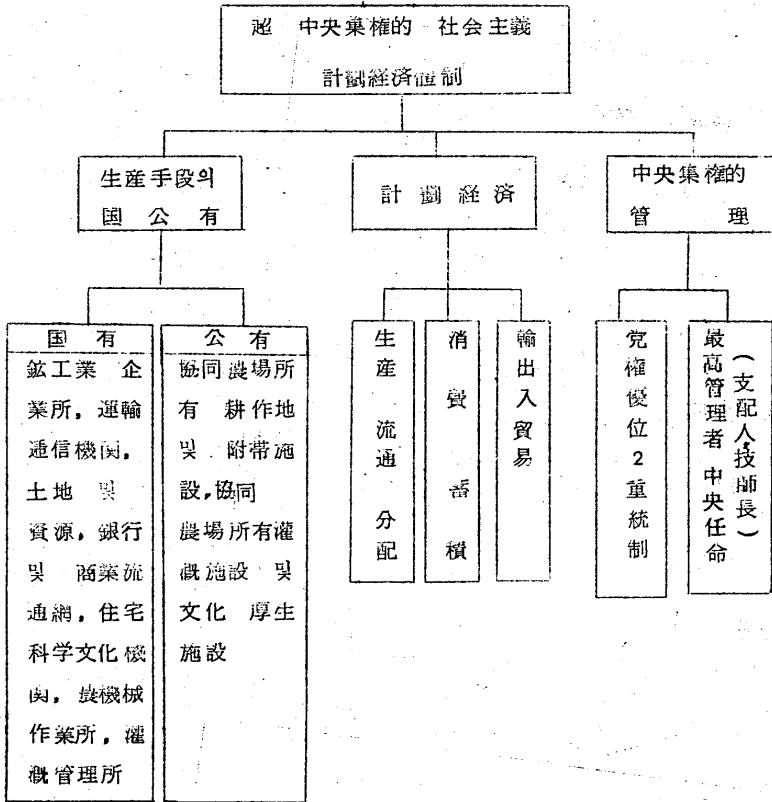 超 中央集権的 社会主義
計劃経済体制
生産手段의
国公有
計劃経済
中央集権的
管理
国有
鉱工業 企
業所, 運輸
通信機関,
土地 및
資源, 銀行
및 商業流
通網, 住宅
科学文化機
関, 農機械
作業所, 灌
漑管理所
公有
協同農場所
有 耕作地
및 附帯施
設, 協同
農場所有灌
漑施設 및
文化 厚生
施設
生産 流通 分配
消費 蓄積
輸出入貿易
党権優位2重統制
最高管理者 中央任命
(支配人,技師長)